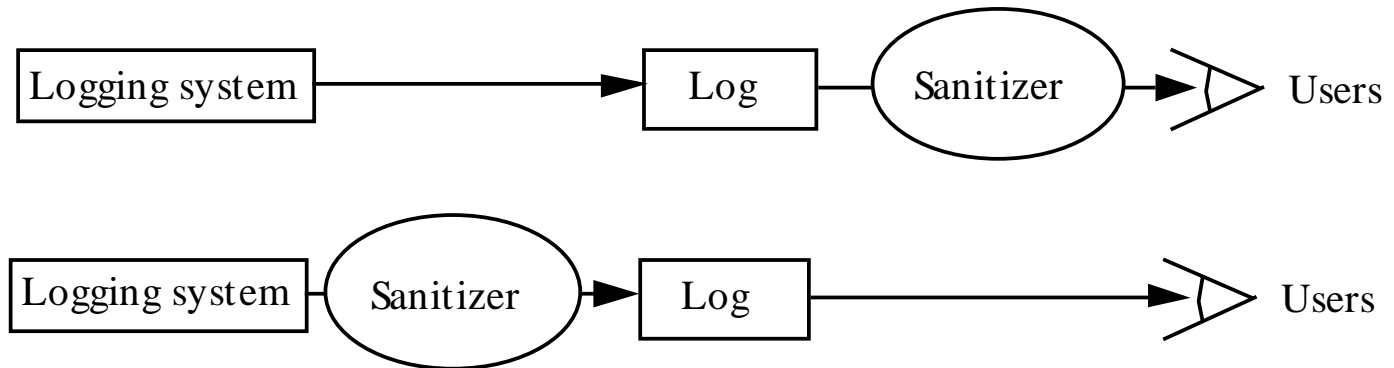 Logging system
Log
Sanitizer
Users
Logging system
Sanitizer
Log
Users